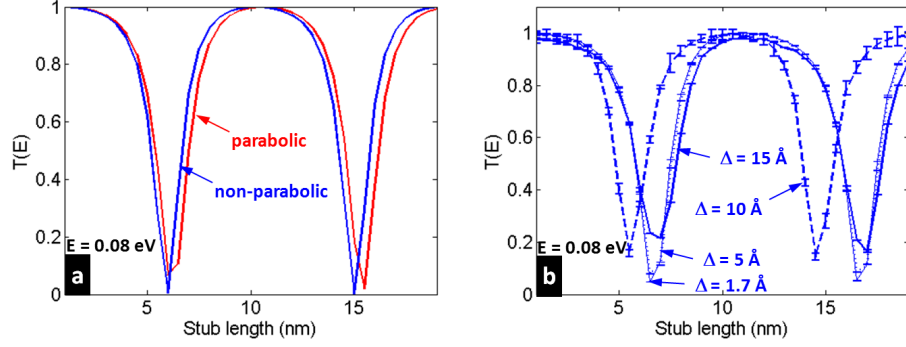 1
0.8
0.6
0.4
0.2
0
T(E)
parabolic
non-parabolic
E = 0.08 eV
a
5
10
15
Stub length (nm)
1
0.8
0.6
0.4
0.2
0
T(E)
Δ = 15 Å
Δ = 10 Å
Δ = 5 Å
Δ = 1.7 Å
E = 0.08 eV
b
5
10
15
Stub length (nm)